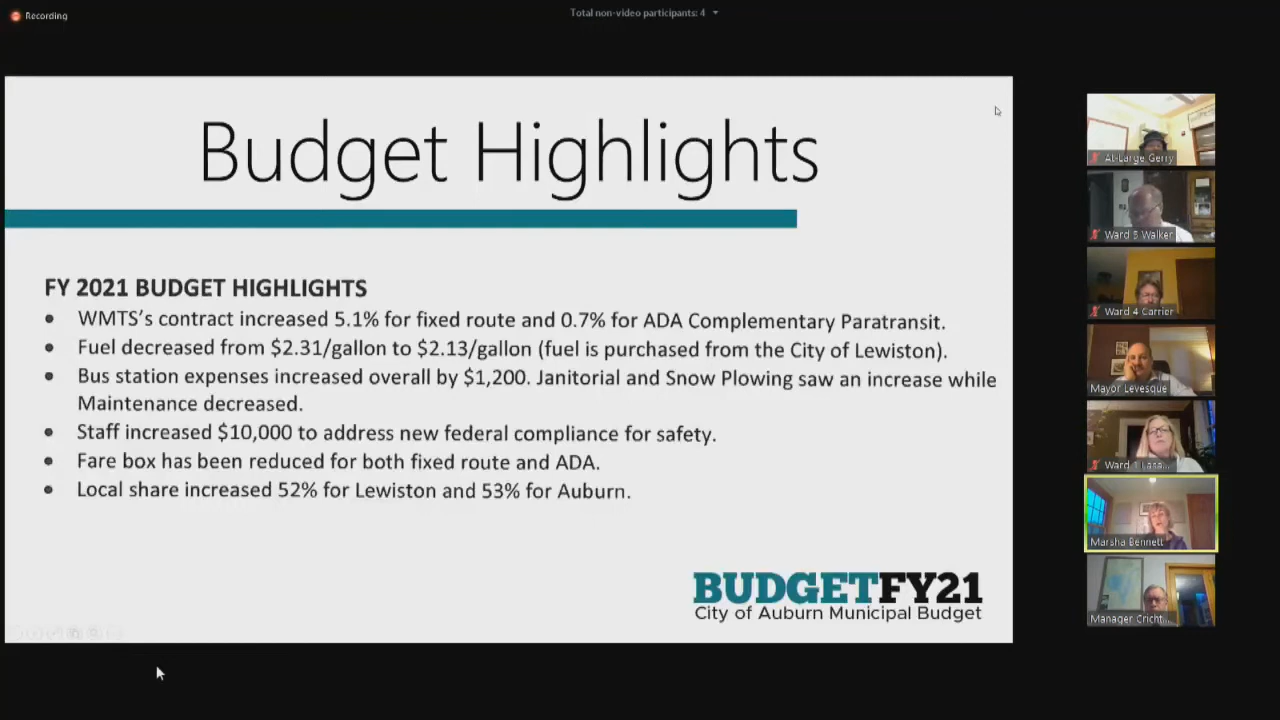 Recording
Total non-video participants: 4
Budget Highlights
FY 2021 BUDGET HIGHLIGHTS
• WMTS's contract increased 5.1% for fixed route and 0.7% for ADA Complementary Paratransit.
• Fuel decreased from $2.31/gallon to $2.13/gallon (fuel is purchased from the City of Lewiston).
• Bus station expenses increased overall by $1,200. Janitorial and Snow Plowing saw an increase while
Maintenance decreased.
• Staff increased $10,000 to address new federal compliance for safety.
• Fare box has been reduced for both fixed route and ADA.
• Local share increased 52% for Lewiston and 53% for Auburn.
BUDGETFY21
City of Auburn Municipal Budget
At-Large Gerry
Ward 5 Walker
Ward 4 Carrier
Mayor Levesque
Ward 1 Lasa...
Marsha Bennett
Manager Cricht...